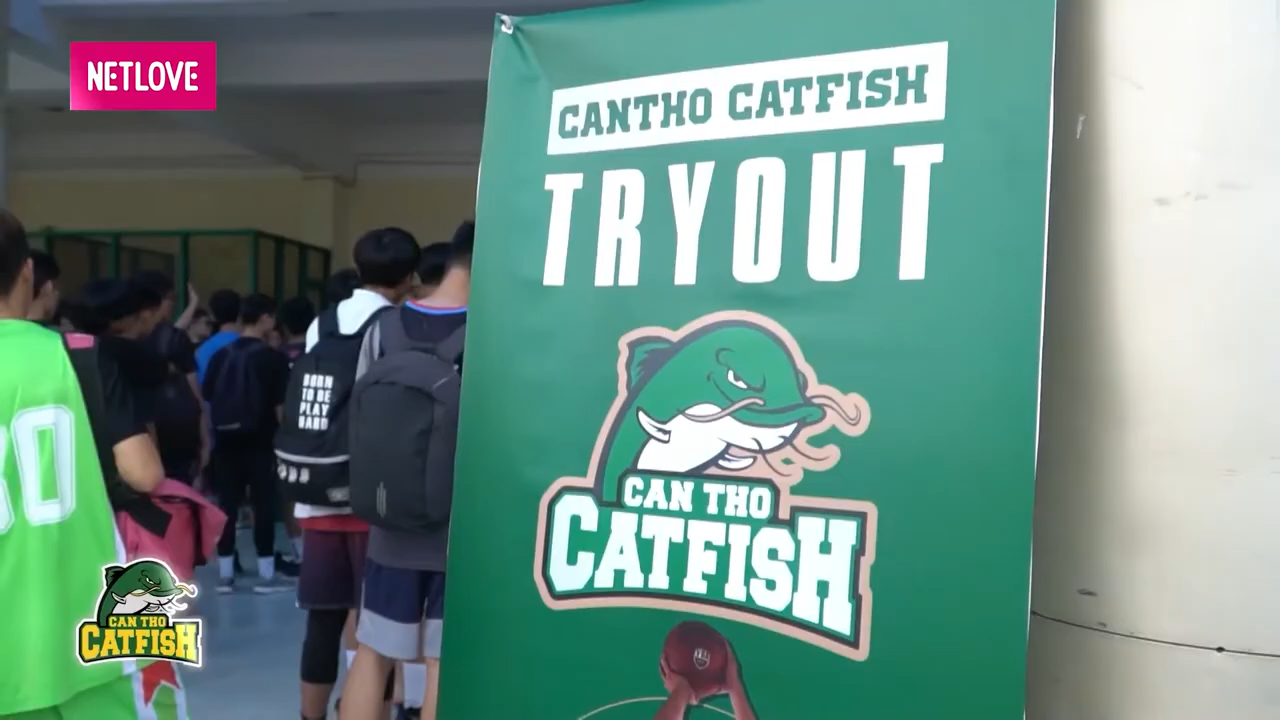 NETLOVE
CANTHO CATFISH
TRYOUT
CAN THO
CATFISH
BORN
TO BE
PLAY
HARD
CAN THO
CATFISH